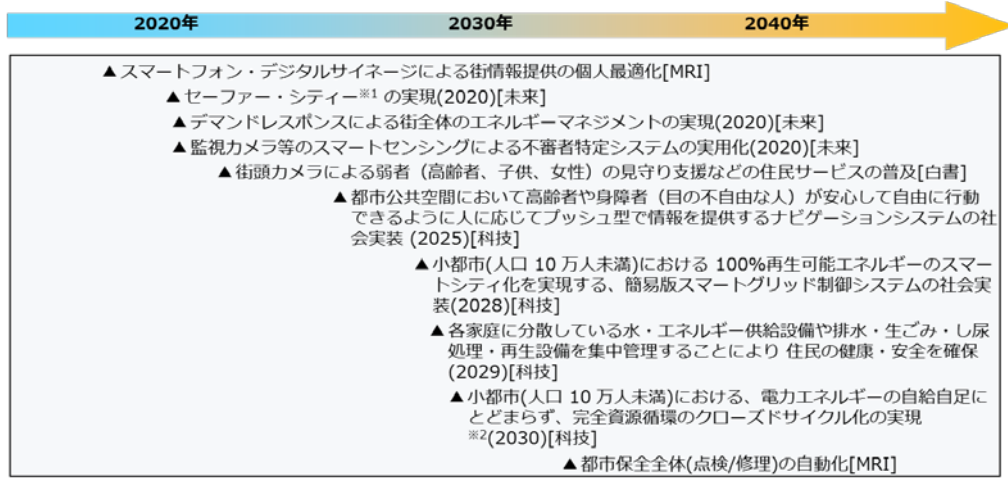 2020年 2030年 2040年
▲スマートフォン・デジタルサイネージによる街情報提供の個人最適化[MRI]
▲セーファー・シティー※1 の実現(2020)[未来]
▲デマンドレスポンスによる街全体のエネルギーマネジメントの実現(2020)[未来]
▲監視カメラ等のスマートセンシングによる不審者特定システムの実用化(2020)[未来]
▲街頭カメラによる弱者（高齢者、子供、女性）の見守り支援などの住民サービスの普及[白書]
▲都市公共空間において高齢者や身障者（目の不自由な人）が安心して自由に行動
できるように人に応じてプッシュ型で情報を提供するナビゲーションシステムの社
会実装 (2025)[科技]
▲小都市(人口 10 万人未満)における 100%再生可能エネルギーのスマー
トシティ化を実現する、簡易版スマートグリッド制御システムの社会実
装(2028)[科技]
▲各家庭に分散している水・エネルギー供給設備や排水・生ごみ・し尿
処理・再生設備を集中管理することにより 住民の健康・安全を確保
(2029)[科技]
▲小都市(人口 10 万人未満)における、電力エネルギーの自給自足に
とどまらず、完全資源循環のクローズドサイクル化の実現
※2(2030)[科技]
▲都市保全全体(点検/修理)の自動化[MRI]